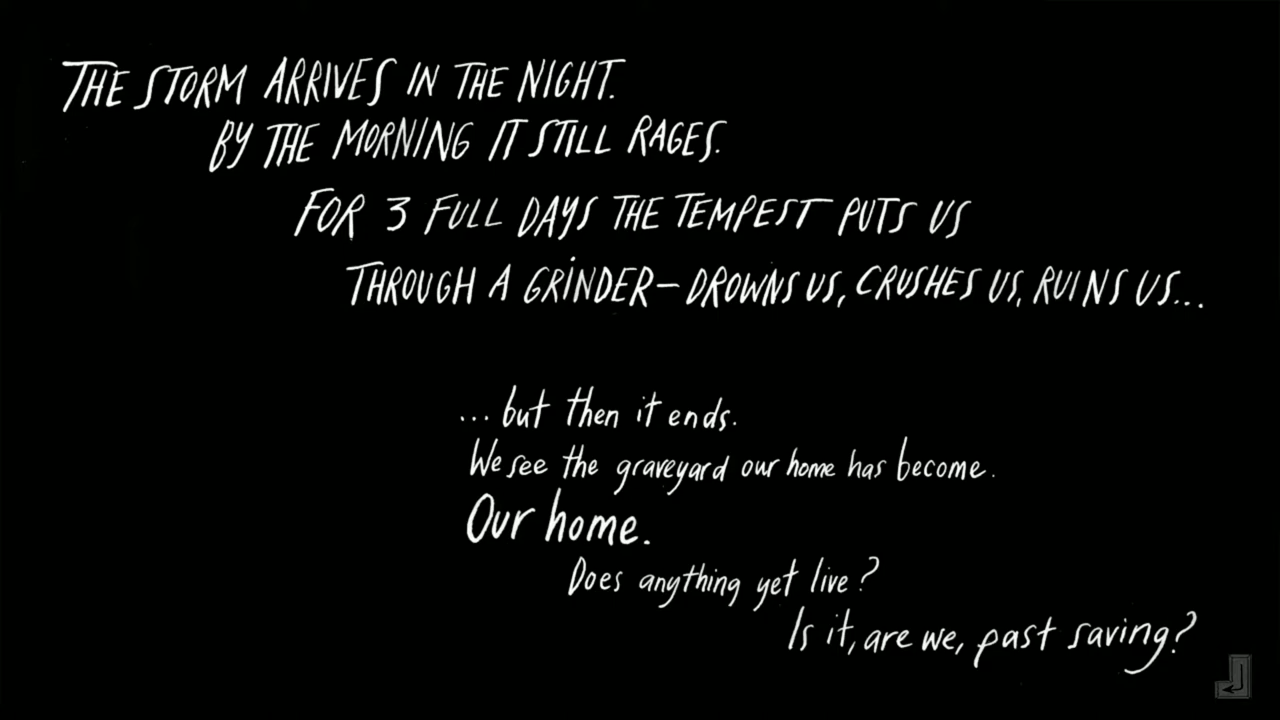 THE STORM ARRIVES IN THE NIGHT.
BY THE MORNING IT STILL RAGES.
FOR 3 FULL DAYS THE TEMPEST PUTS US
THROUGH A GRINDER—DROWNS US, CRUSHES US, RUINS US...
...but then it ends.
We see the graveyard our home has become.
Our home.
Does anything yet live?
Is it, are we, past saving?